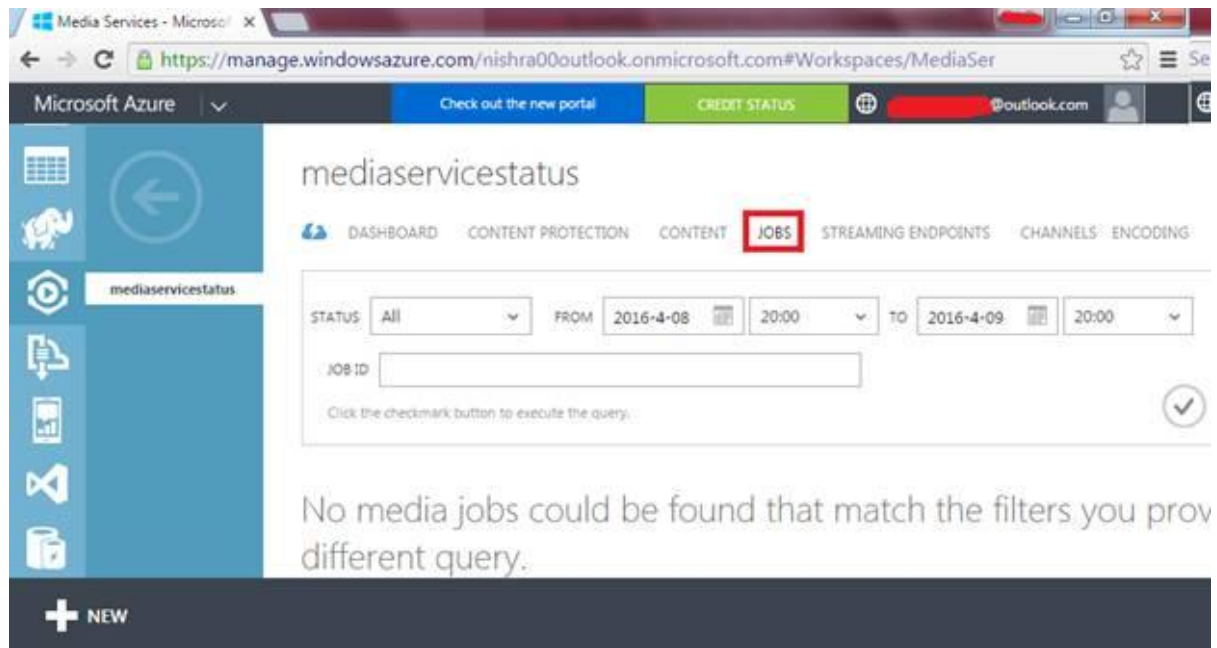 Media Services - Microsof
https://manage.windowsazure.com/nishra00outlook.onmicrosoft.com#Workspaces/MediaSer
Se
Microsoft Azure Check out the new portal CREDIT STATUS @outlook.com
mediaservicestatus
DASHBOARD CONTENT PROTECTION CONTENT JOBS STREAMING ENDPOINTS CHANNELS ENCODING
mediaservicestatus
STATUS All FROM 2016-4-08 20:00 TO 2016-4-09 20:00
JOB ID
Click the checkmark button to execute the query.
No media jobs could be found that match the filters you prov
different query.
NEW